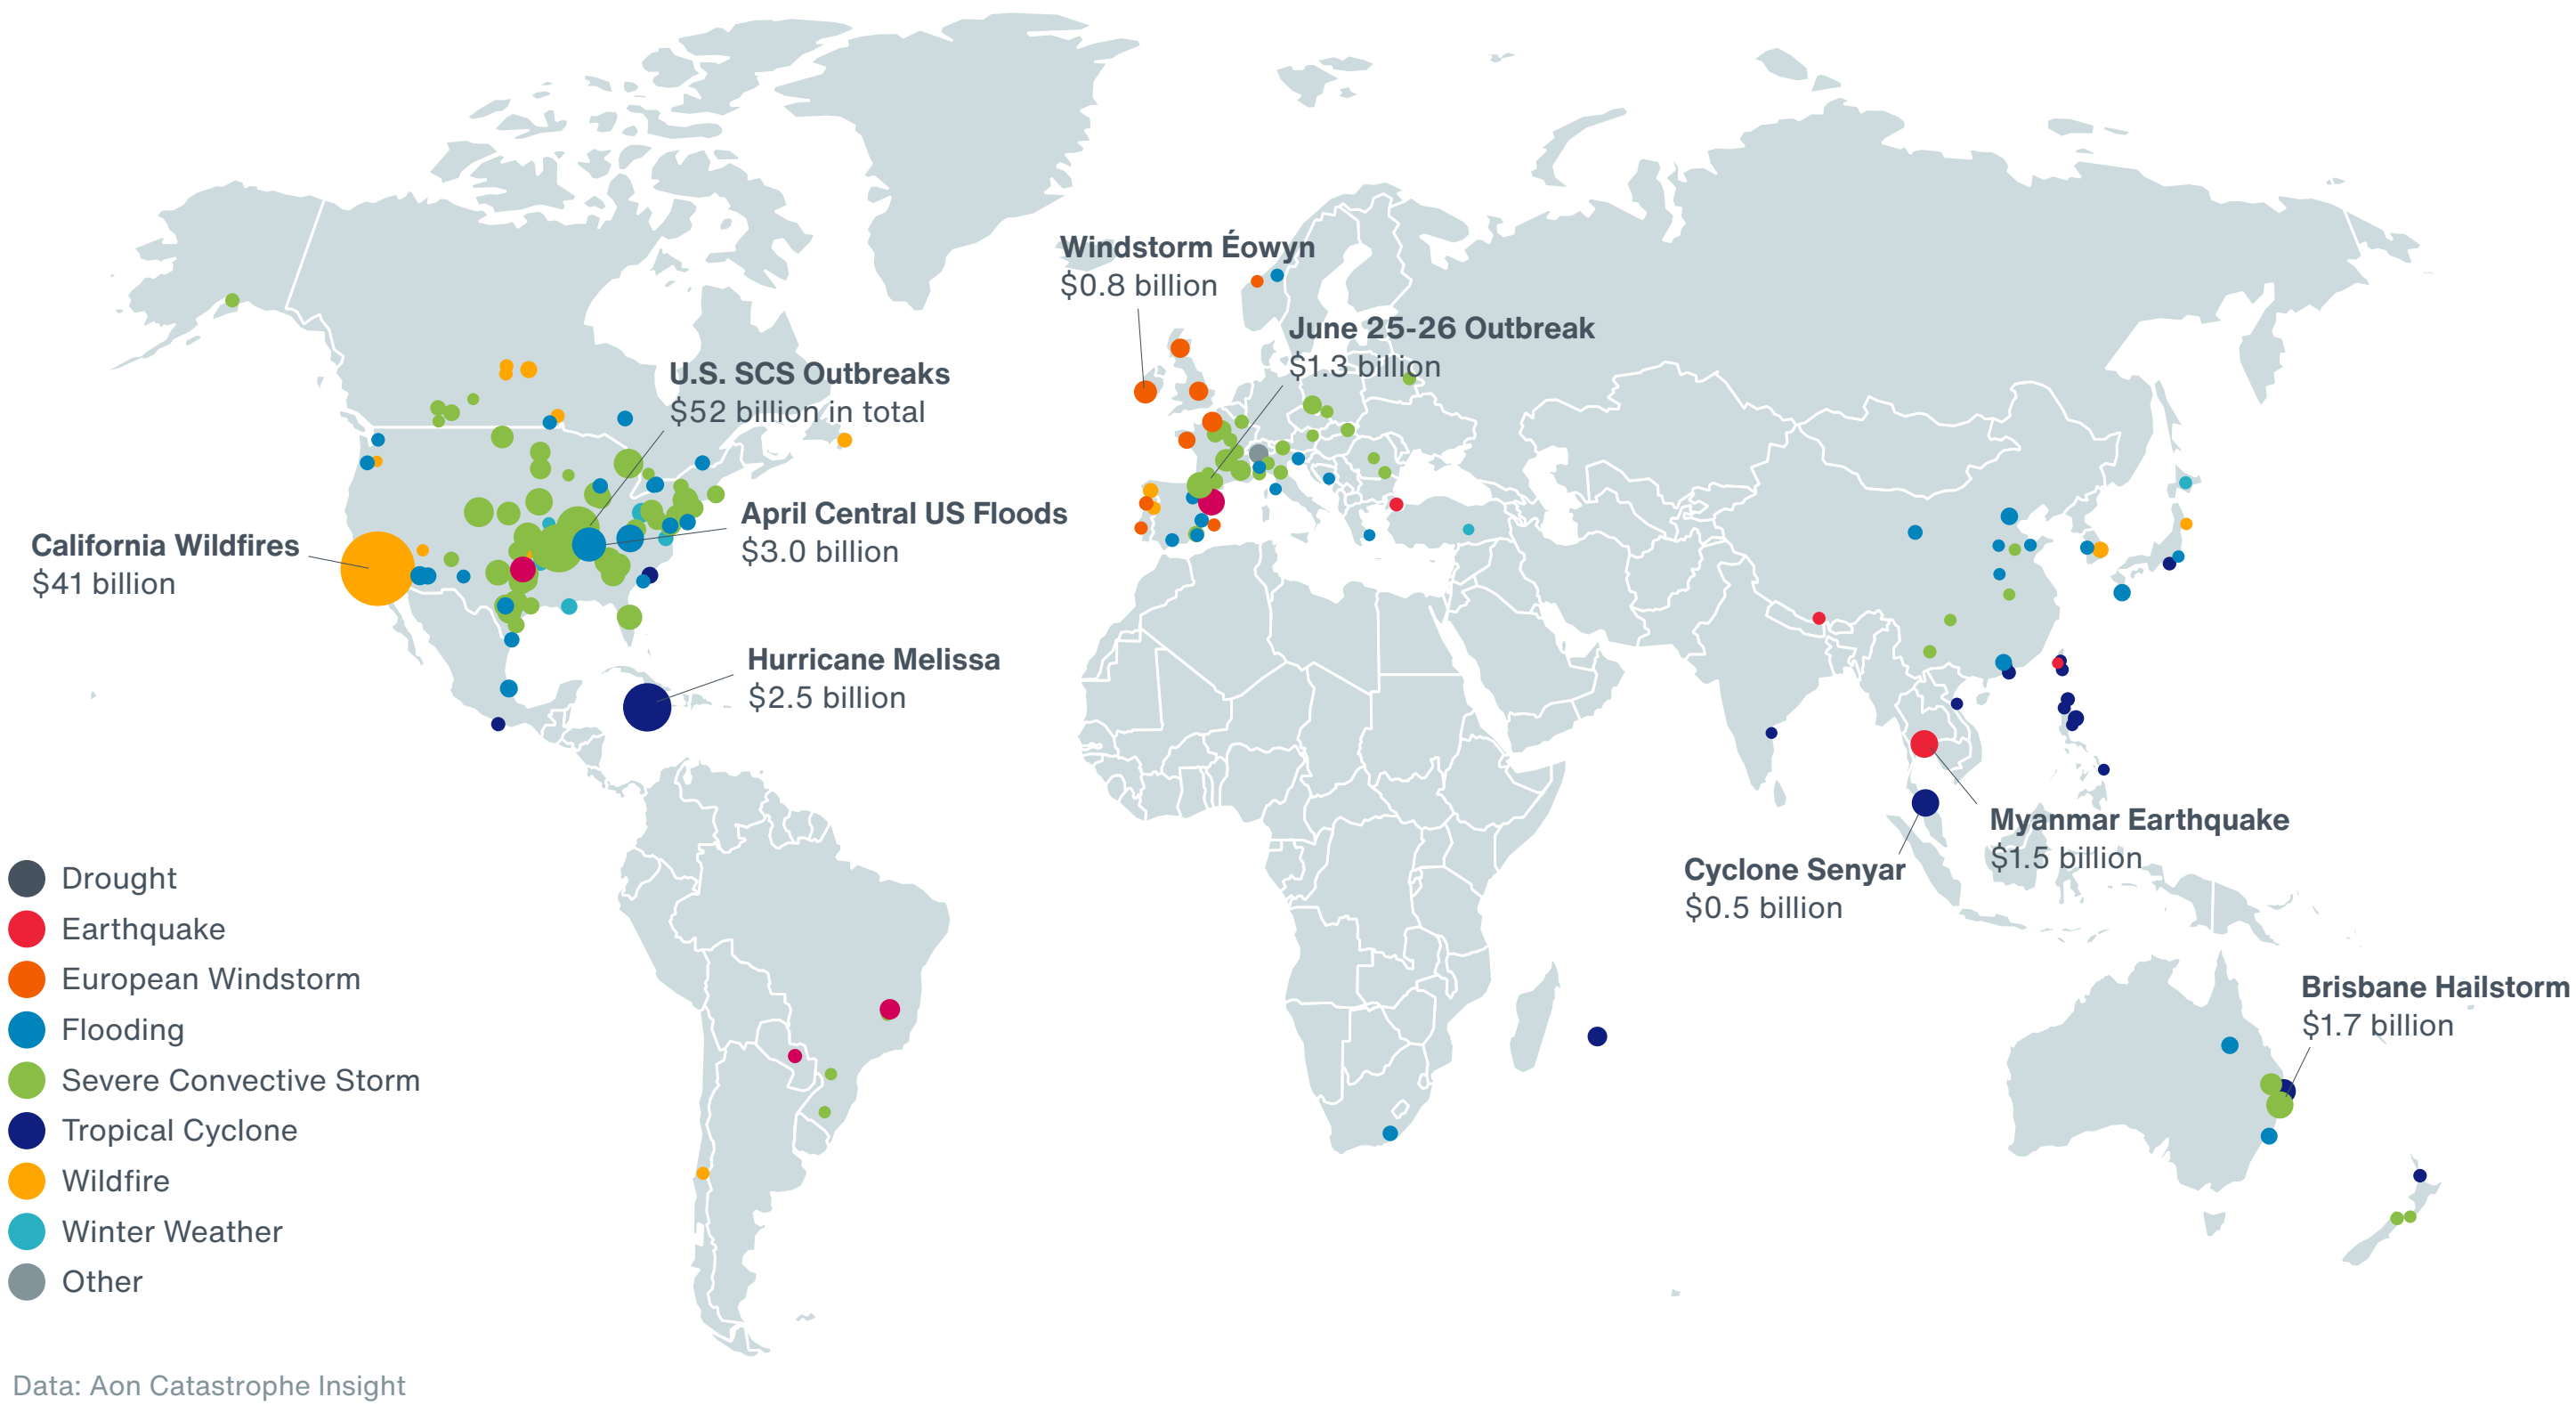 Windstorm Éowyn
$0.8 billion
June 25-26 Outbreak
$1.3 billion
U.S. SCS Outbreaks
$52 billion in total
April Central US Floods
$3.0 billion
California Wildfires
$41 billion
Hurricane Melissa
$2.5 billion
Myanmar Earthquake
$1.5 billion
Cyclone Senyar
$0.5 billion
Brisbane Hailstorm
$1.7 billion
Drought
Earthquake
European Windstorm
Flooding
Severe Convective Storm
Tropical Cyclone
Wildfire
Winter Weather
Other
Data: Aon Catastrophe Insight